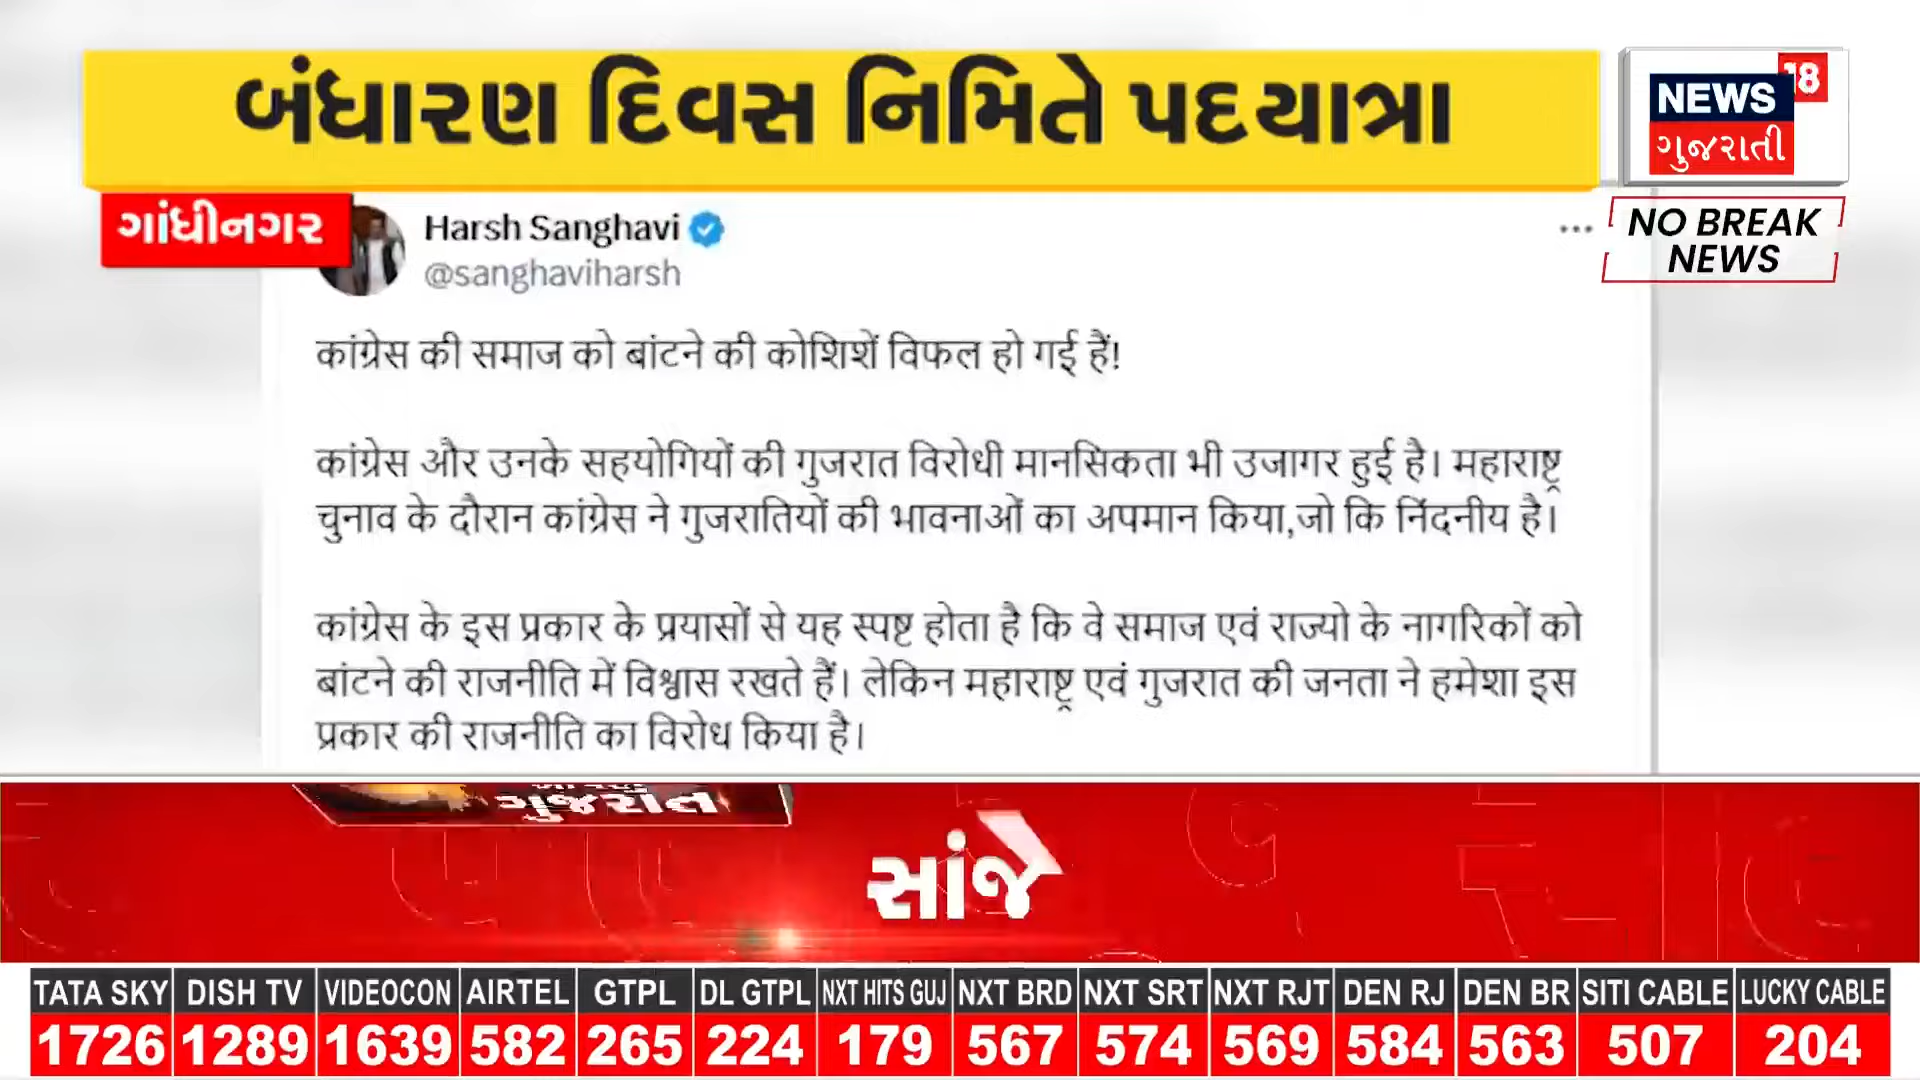 બંધારણ દિવસ નિમિતે પદયાત્રા
NEWS 18
ગુજરાતી
NO BREAK
NEWS
ગાંધીનગર
Harsh Sanghavi
@sanghaviharsh
कांग्रेस की समाज को बांटने की कोशिशें विफल हो गई हैं!
कांग्रेस और उनके सहयोगियों की गुजरात विरोधी मानसिकता भी उजागर हुई है। महाराष्ट्र
चुनाव के दौरान कांग्रेस ने गुजरातियों की भावनाओं का अपमान किया,जो कि निंदनीय है।
कांग्रेस के इस प्रकार के प्रयासों से यह स्पष्ट होता है कि वे समाज एवं राज्यो के नागरिकों को
बांटने की राजनीति में विश्वास रखते हैं। लेकिन महाराष्ट्र एवं गुजरात की जनता ने हमेशा इस
प्रकार की राजनीति का विरोध किया है।
ગુજરાત
સાંજે
TATA SKY DISH TV VIDEOCON AIRTEL GTPL DL GTPL NXT HITS GUJ NXT BRD NXT SRT NXT RJT DEN RJ DEN BR SITI CABLE LUCKY CABLE
1726 1289 1639 582 265 224 179 567 574 569 584 563 507 204